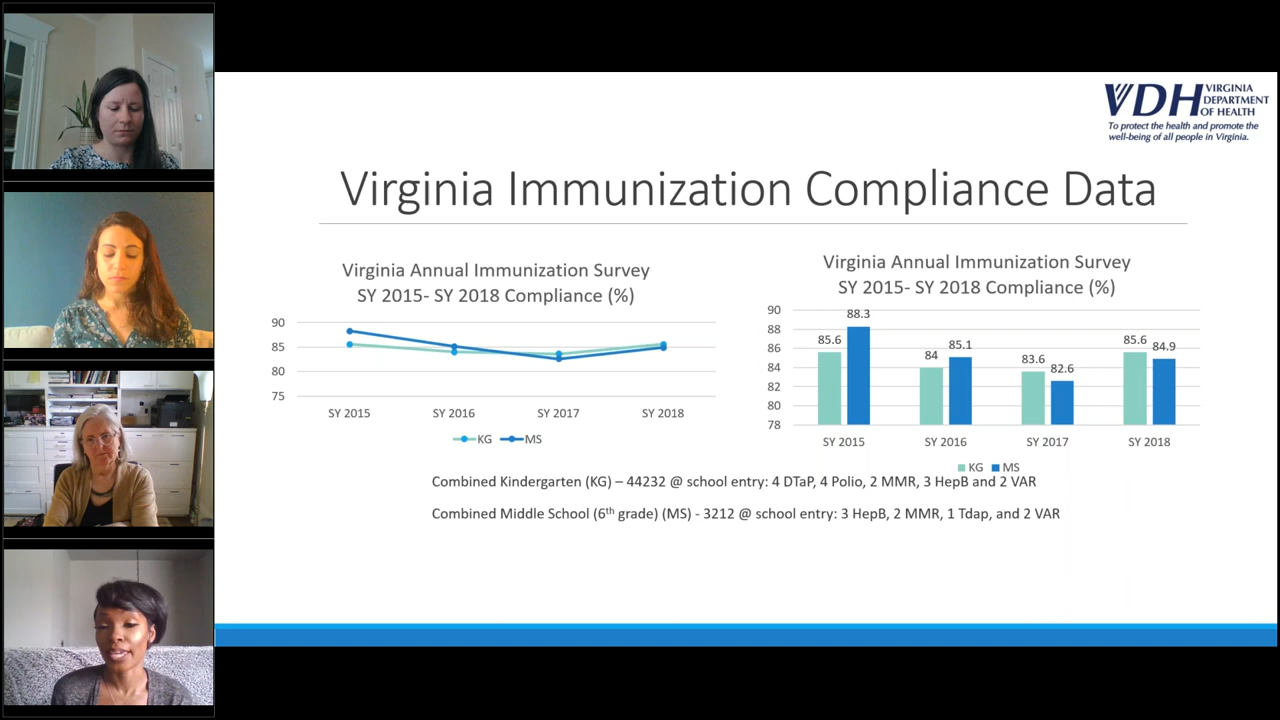 VDH VIRGINIA
DEPARTMENT
OF HEALTH
To protect the health and promote the
well-being of all people in Virginia.
Virginia Immunization Compliance Data
Virginia Annual Immunization Survey
SY 2015- SY 2018 Compliance (%)
90
85
80
75
SY 2015 SY 2016 SY 2017 SY 2018
KG MS
Virginia Annual Immunization Survey
SY 2015- SY 2018 Compliance (%)
90
88
86
84
82
80
78
85.6 88.3 84 85.1 83.6 82.6 85.6 84.9
SY 2015 SY 2016 SY 2017 SY 2018
KG MS
Combined Kindergarten (KG) – 44232 @ school entry: 4 DTaP, 4 Polio, 2 MMR, 3 HepB and 2 VAR
Combined Middle School (6th grade) (MS) - 3212 @ school entry: 3 HepB, 2 MMR, 1 Tdap, and 2 VAR